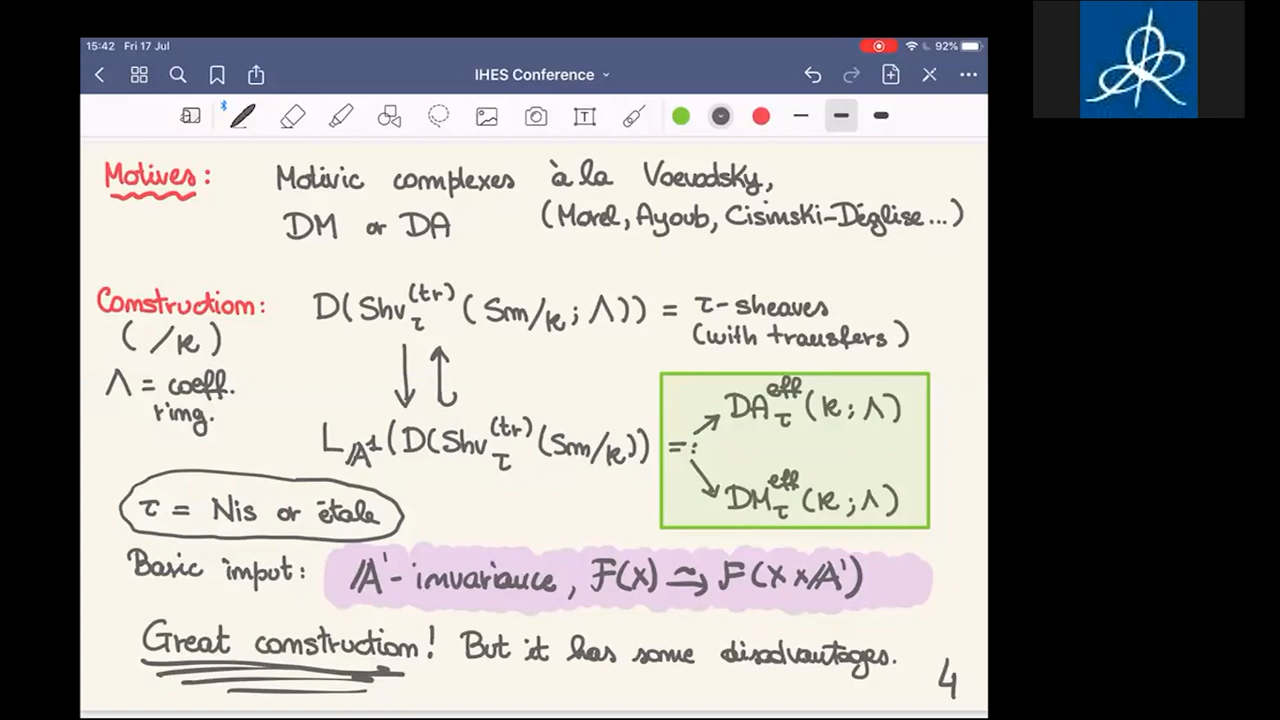 15:42 Fri 17 Jul
92%
IHES Conference
Motives: Motivic complexes à la Voevodsky,
DM or DA (Morel, Ayoub, Cisinski-Déglise...)
Construction: D(Shv_τ^(tr)(Sm/k; Λ)) = τ-sheaves
(/k) (with transfers)
Λ = coeff. ring.
L_𝔸¹(D(Shv_τ^(tr)(Sm/k)) =:
DA_τ^eff(k; Λ)
DM_τ^eff(k; Λ)
τ = Nis or étale
Basic input: 𝔸¹-invariance, F(X) ⥲ F(X×𝔸¹)
Great construction! But it has some disadvantages.
4